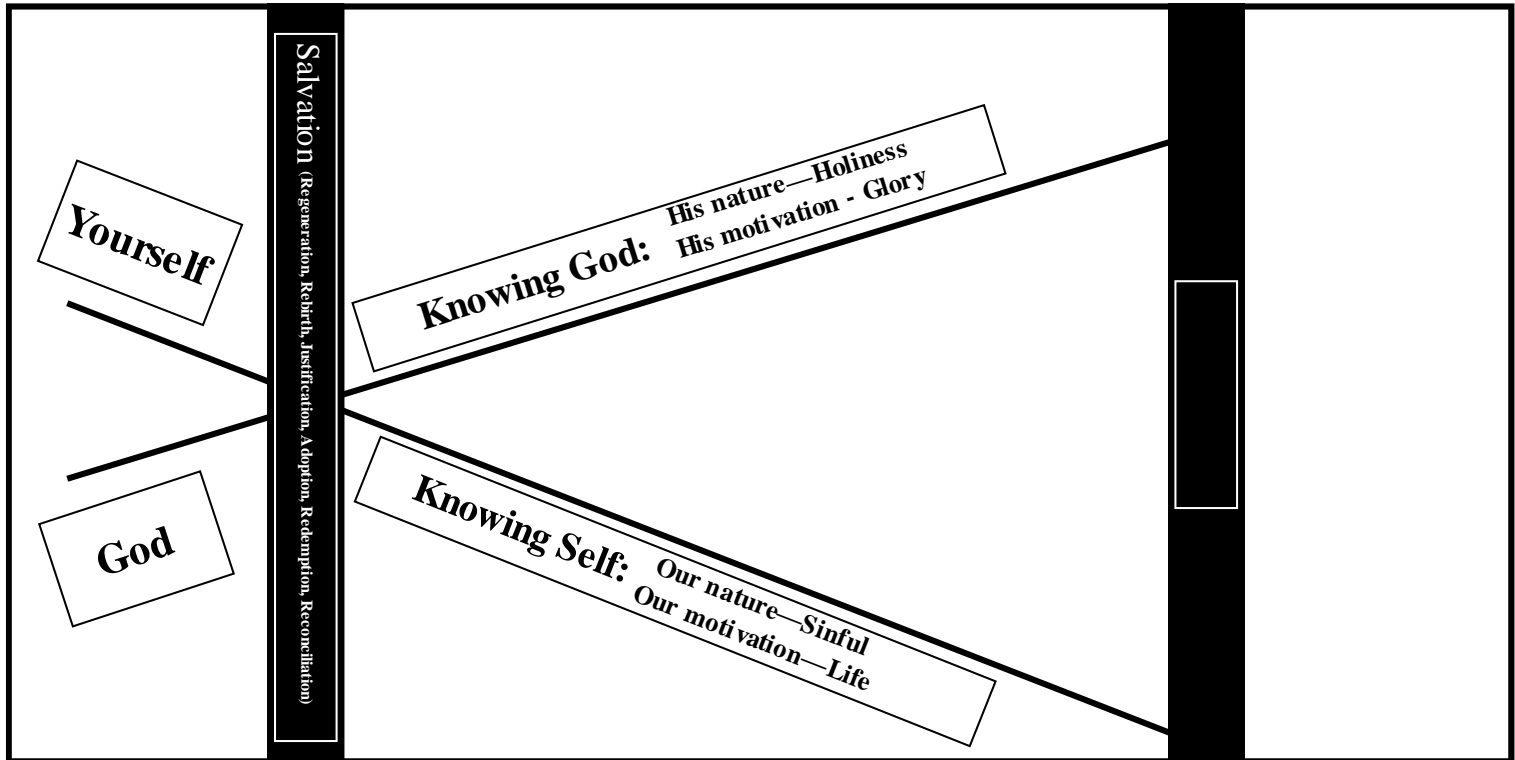 Yourself
God
Salvation (Regeneration, Rebirth, Justification, Adoption, Redemption, Reconciliation)
Knowing God:
His nature—Holiness
His motivation - Glory
Knowing Self:
Our nature—Sinful
Our motivation—Life